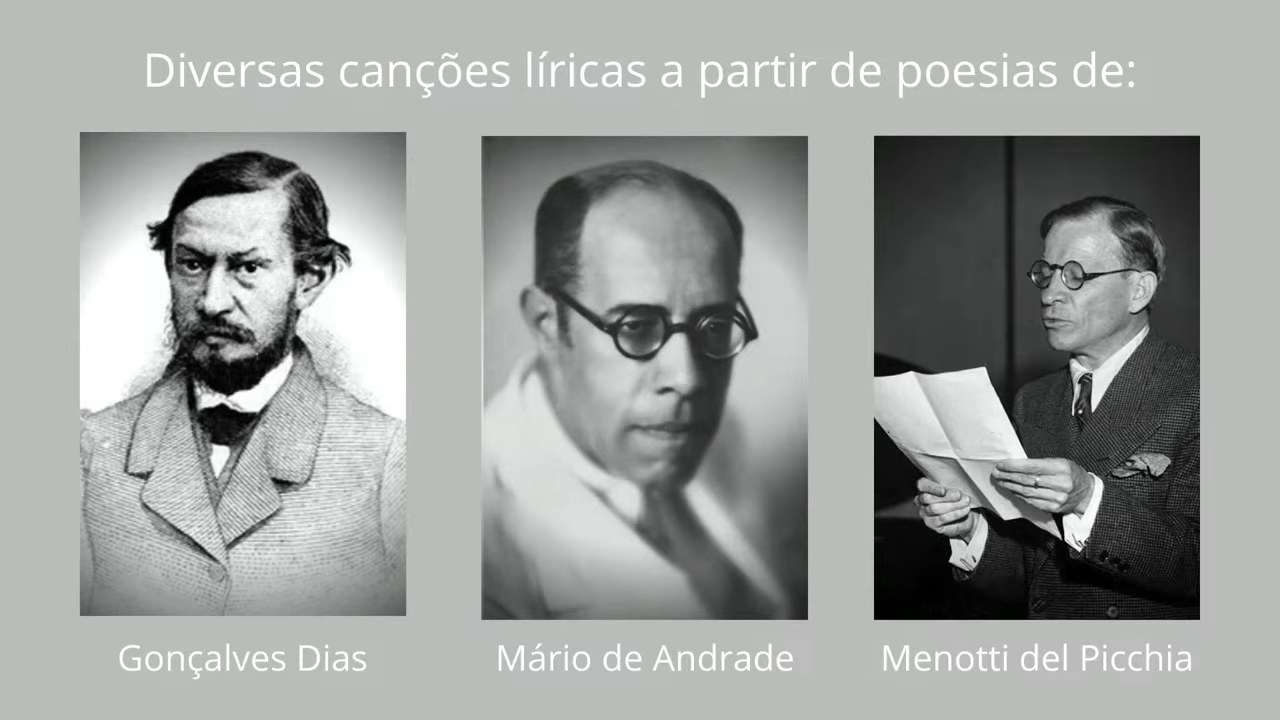 Diversas canções líricas a partir de poesias de:
Gonçalves Dias
Mário de Andrade
Menotti del Picchia